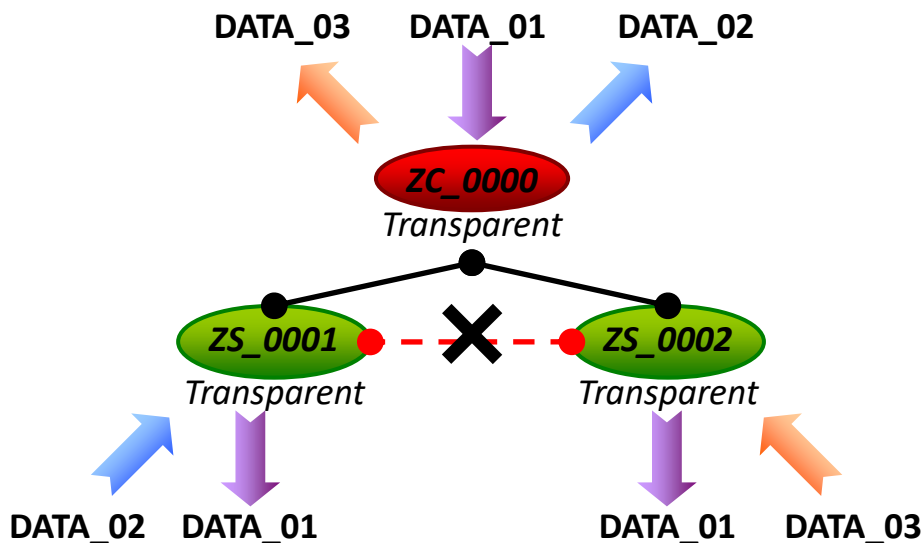 DATA_03
DATA_01
DATA_02
ZC_0000
Transparent
ZS_0001
ZS_0002
Transparent
Transparent
DATA_02
DATA_01
DATA_01
DATA_03